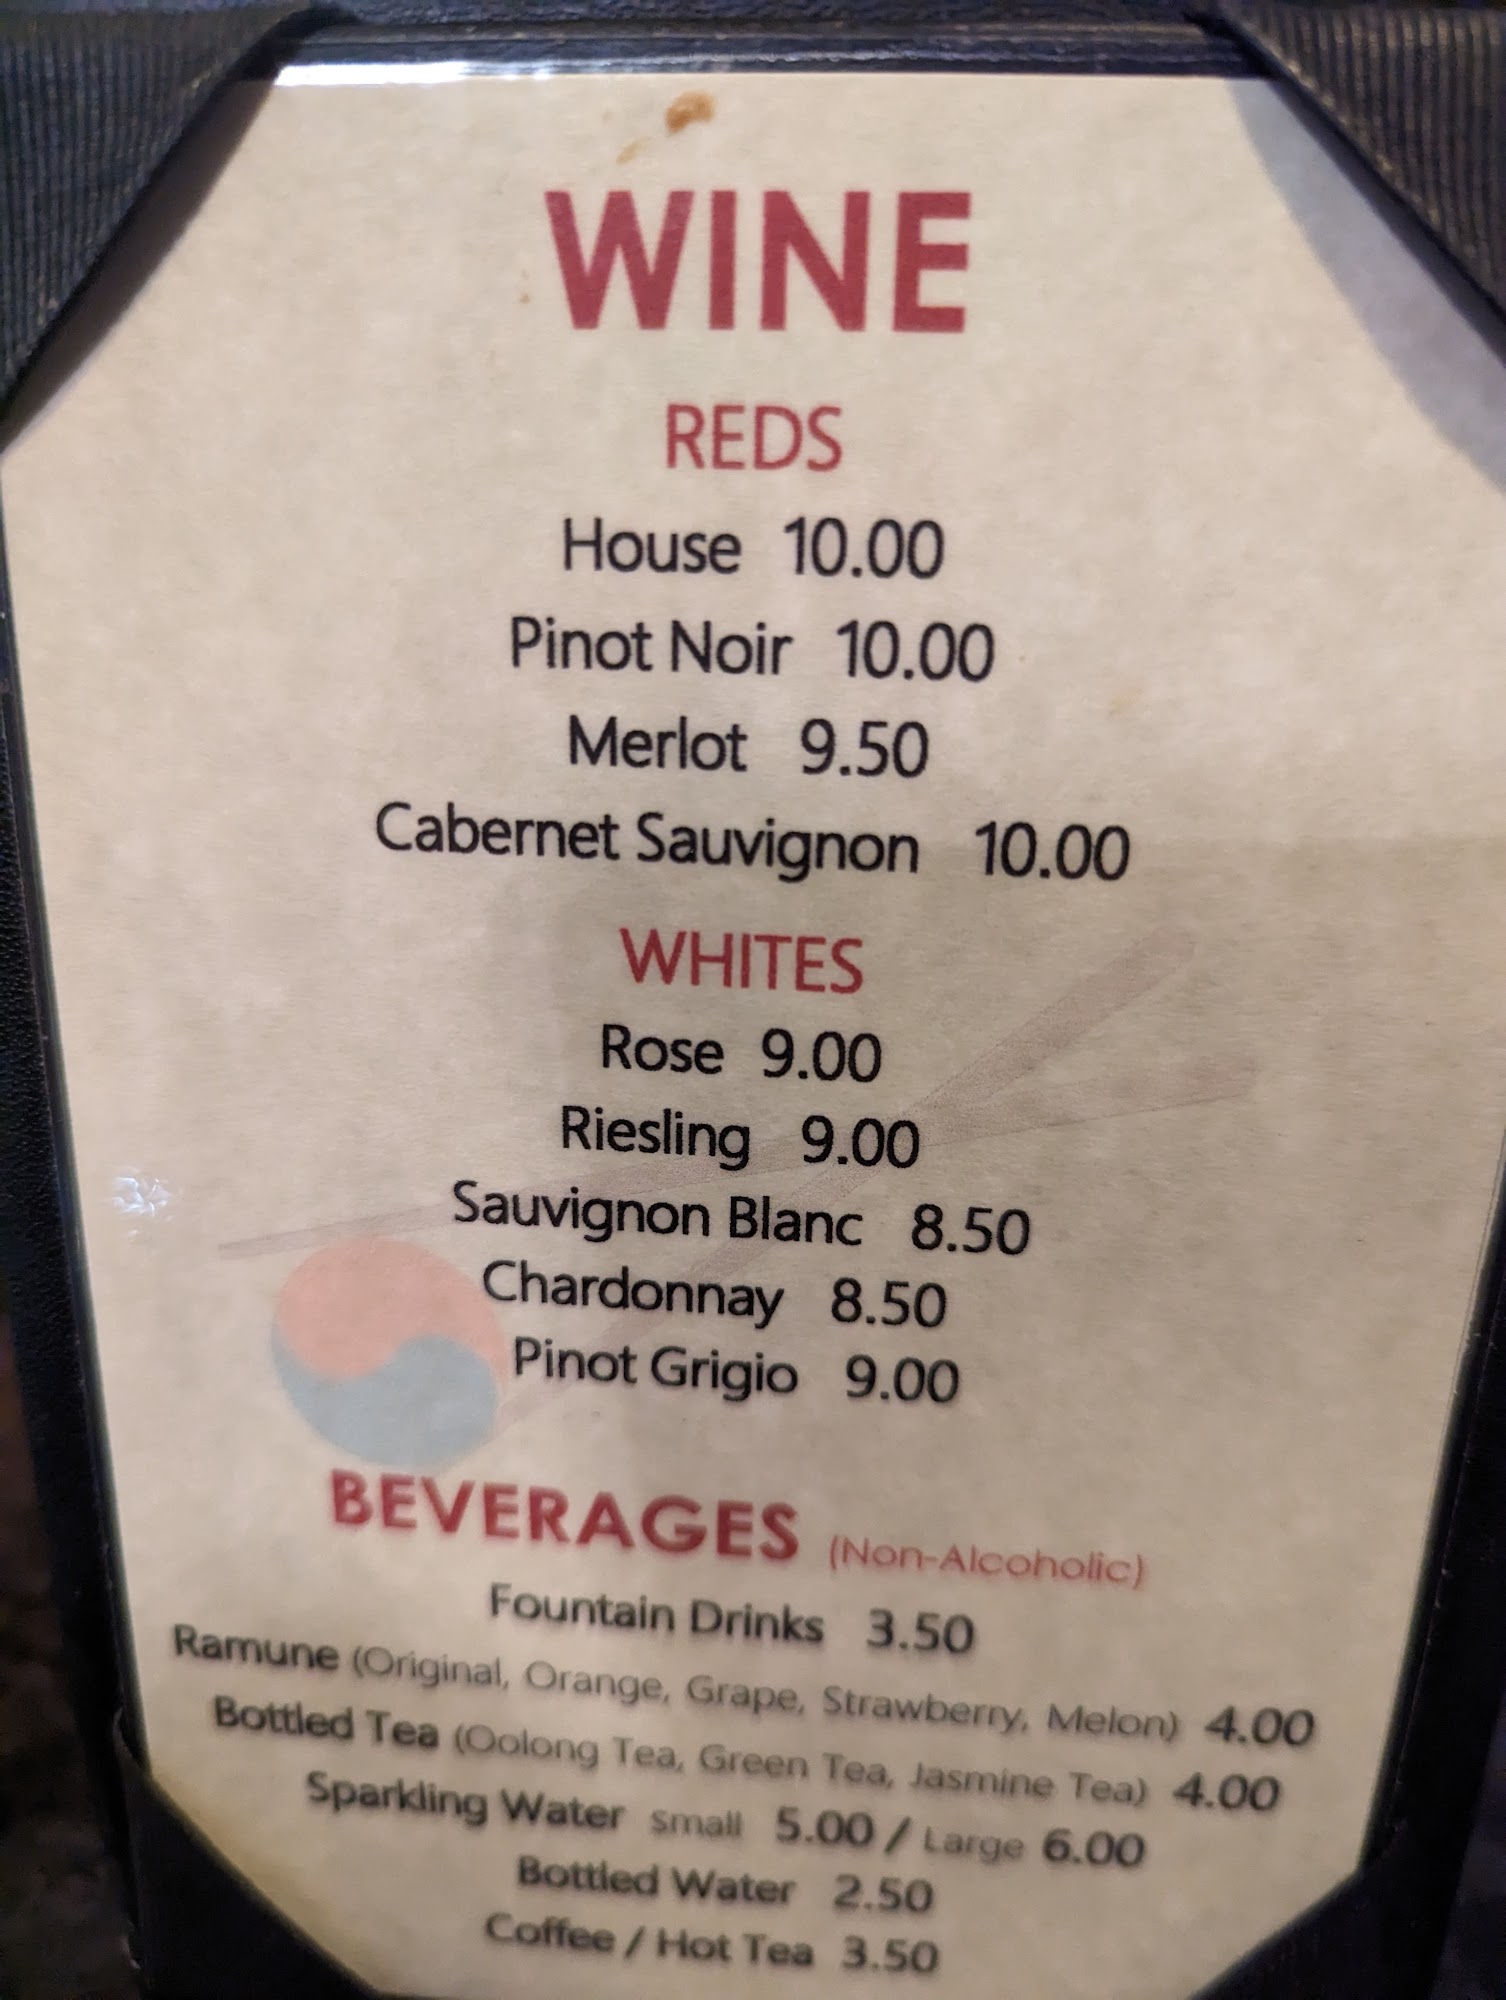 WINE
REDS
House 10.00
Pinot Noir 10.00
Merlot 9.50
Cabernet Sauvignon 10.00
WHITES
Rose 9.00
Riesling 9.00
Sauvignon Blanc 8.50
Chardonnay 8.50
Pinot Grigio 9.00
BEVERAGES (Non-Alcoholic)
Fountain Drinks 3.50
Ramune (Original, Orange, Grape, Strawberry, Melon) 4.00
Bottled Tea (Oolong Tea, Green Tea, Jasmine Tea) 4.00
Sparkling Water Small 5.00 / Large 6.00
Bottled Water 2.50
Coffee / Hot Tea 3.50